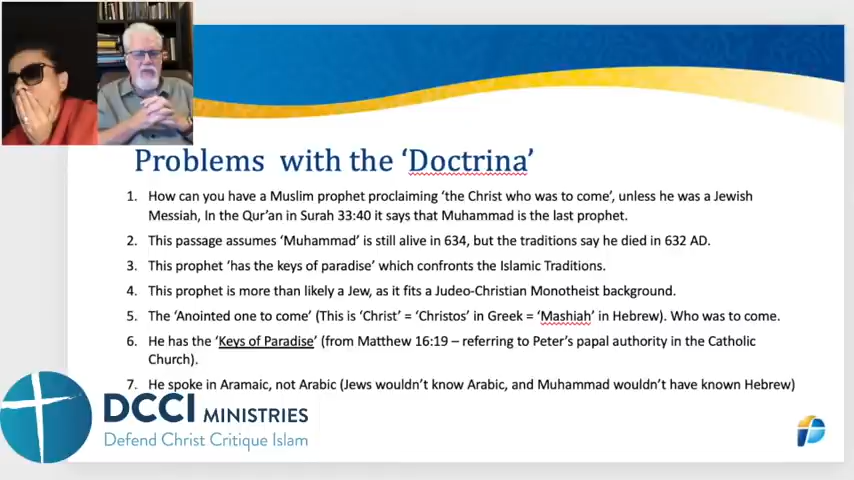 Problems with the 'Doctrina'
1. How can you have a Muslim prophet proclaiming 'the Christ who was to come', unless he was a Jewish
Messiah, In the Qur'an in Surah 33:40 it says that Muhammad is the last prophet.
2. This passage assumes 'Muhammad' is still alive in 634, but the traditions say he died in 632 AD.
3. This prophet 'has the keys of paradise' which confronts the Islamic Traditions.
4. This prophet is more than likely a Jew, as it fits a Judeo-Christian Monotheist background.
5. The 'Anointed one to come' (This is 'Christ' = 'Christos' in Greek = 'Mashiah' in Hebrew). Who was to come.
6. He has the 'Keys of Paradise' (from Matthew 16:19 – referring to Peter's papal authority in the Catholic
Church).
7. He spoke in Aramaic, not Arabic (Jews wouldn't know Arabic, and Muhammad wouldn't have known Hebrew)
DCCI MINISTRIES
Defend Christ Critique Islam